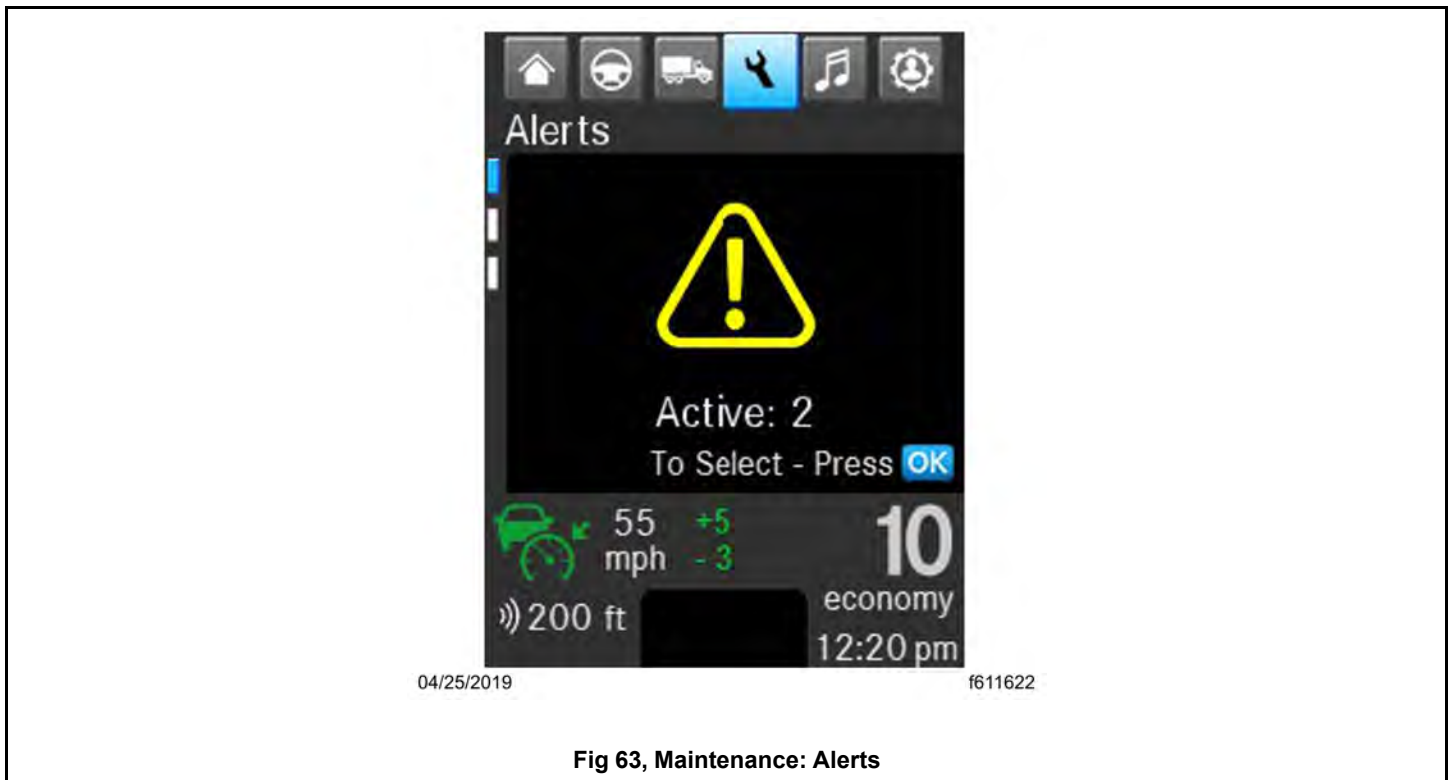 Alerts
Active: 2
To Select - Press OK
55 +5
mph - 3
10
economy
200 ft
12:20 pm
04/25/2019 f611622
Fig 63, Maintenance: Alerts